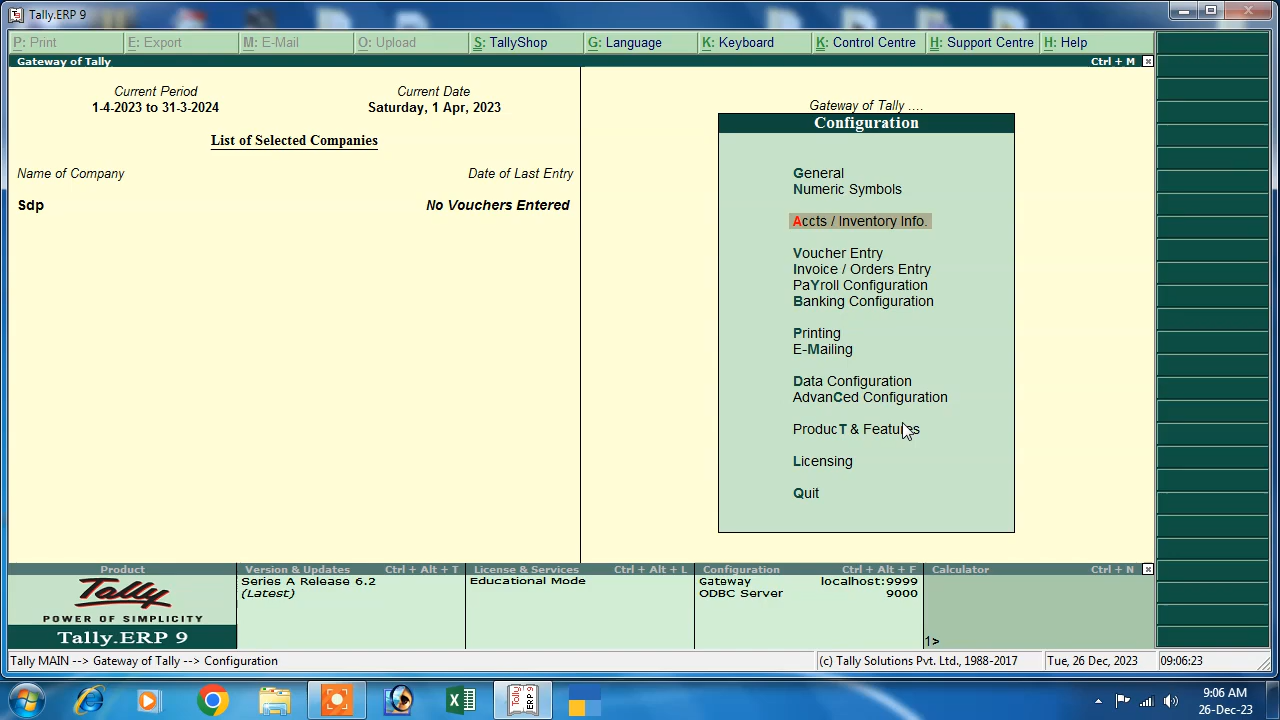 Tally.ERP 9
P: Print E: Export M: E-Mail O: Upload S: TallyShop G: Language K: Keyboard K: Control Centre H: Support Centre H: Help
Gateway of Tally Ctrl + M
Current Period Current Date
1-4-2023 to 31-3-2024 Saturday, 1 Apr, 2023
List of Selected Companies
Name of Company Date of Last Entry
Sdp No Vouchers Entered
Gateway of Tally ....
Configuration
General
Numeric Symbols
Accts / Inventory Info.
Voucher Entry
Invoice / Orders Entry
PaYroll Configuration
Banking Configuration
Printing
E-Mailing
Data Configuration
AdvanCed Configuration
ProducT & Features
Licensing
Quit
Product Version & Updates Ctrl + Alt + T License & Services Ctrl + Alt + L Configuration Ctrl + Alt + F Calculator Ctrl + N
Tally
POWER OF SIMPLICITY
Tally.ERP 9
Series A Release 6.2
(Latest)
Educational Mode
Gateway localhost:9999
ODBC Server 9000
1>
Tally MAIN --> Gateway of Tally --> Configuration (c) Tally Solutions Pvt. Ltd., 1988-2017 Tue, 26 Dec, 2023 09:06:23
Tally ERP 9
9:06 AM
26-Dec-23